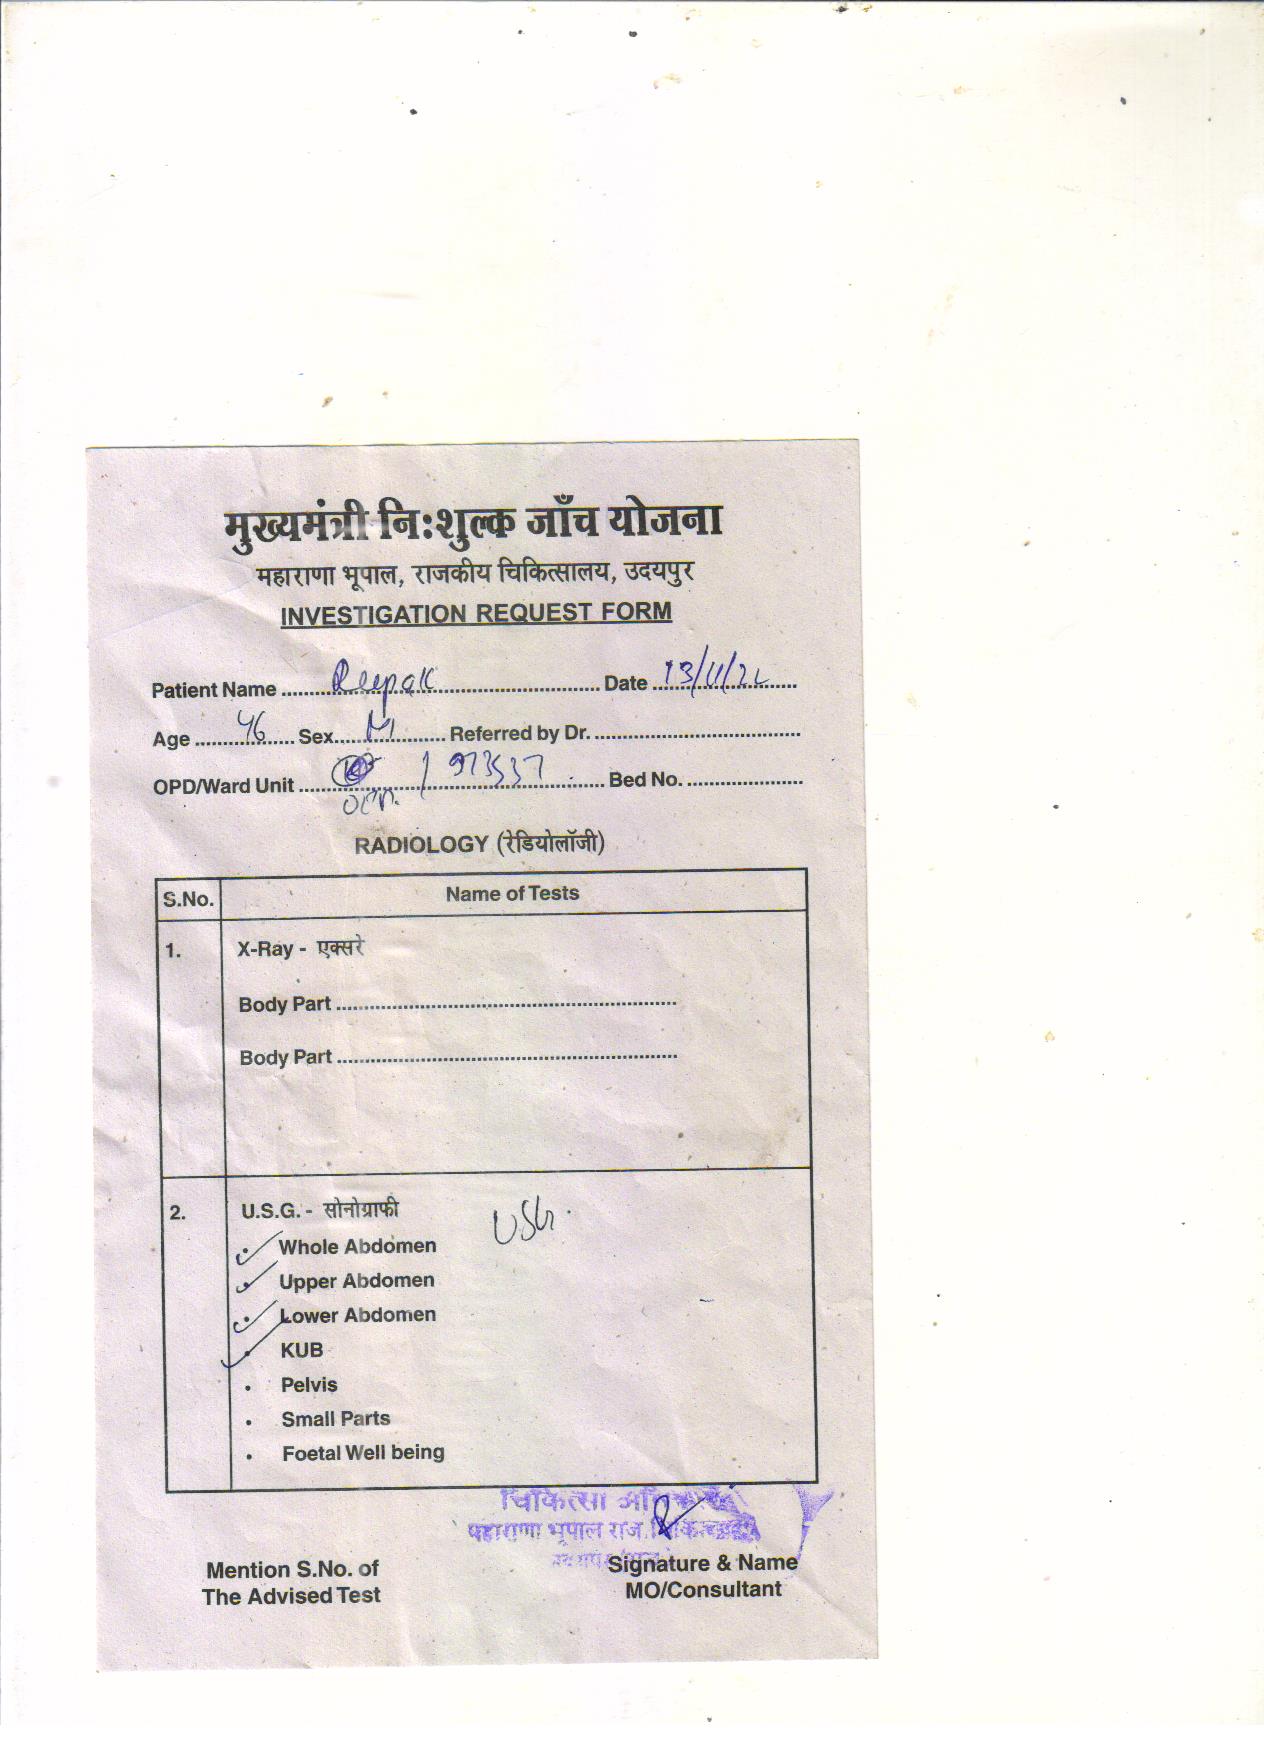 मुख्यमंत्री नि:शुल्क जाँच योजना
महाराणा भूपाल, राजकीय चिकित्सालय, उदयपुर
INVESTIGATION REQUEST FORM
Patient Name Deepak Date 13/11/22
Age 46 Sex M Referred by Dr.
OPD/Ward Unit / 973537 Bed No.
RADIOLOGY (रेडियोलॉजी)
S.No. Name of Tests
1. X-Ray - एक्सरे
Body Part
Body Part
2. U.S.G. - सोनोग्राफी USG.
Whole Abdomen
Upper Abdomen
Lower Abdomen
KUB
• Pelvis
• Small Parts
• Foetal Well being
चिकित्सा
महाराणा भूपाल राज.
Mention S.No. of Signature & Name
The Advised Test MO/Consultant